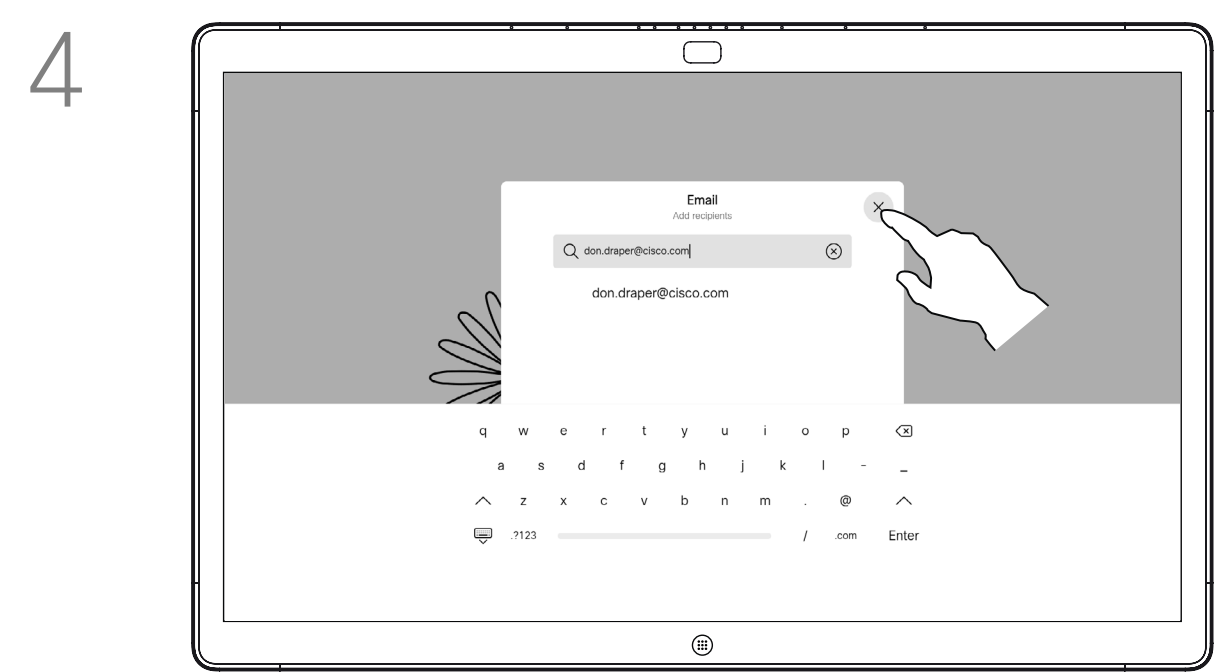 4
Email
Add recipients
don.draper@cisco.com
don.draper@cisco.com
q w e r t y u i o p
a s d f g h j k l - _
z x c v b n m . @
.?123 / .com Enter